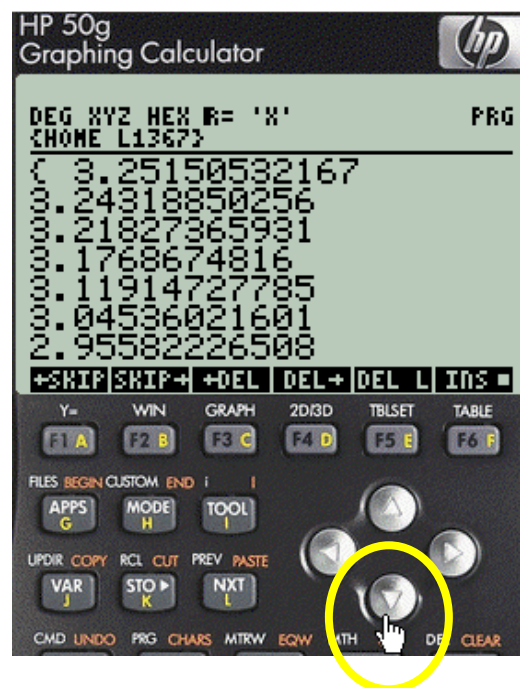 HP 50g
Graphing Calculator
hp
DEG XYZ HEX R= 'X' PRG
{HOME L1367}
{ 3.25150532167
3.24318850256
3.21827365931
3.1768674816
3.11914727785
3.04536021601
2.95582226508
←SKIP SKIP→ ←DEL DEL→ DEL L INS ■
Y= WIN GRAPH 2D/3D TBLSET TABLE
F1 A F2 B F3 C F4 D F5 E F6 F
FILES BEGIN CUSTOM END i I
APPS MODE TOOL
G H I
UPDIR COPY RCL CUT PREV PASTE
VAR STO▶ NXT
J K L
CMD UNDO PRG CHARS MTRW EQW CLEAR